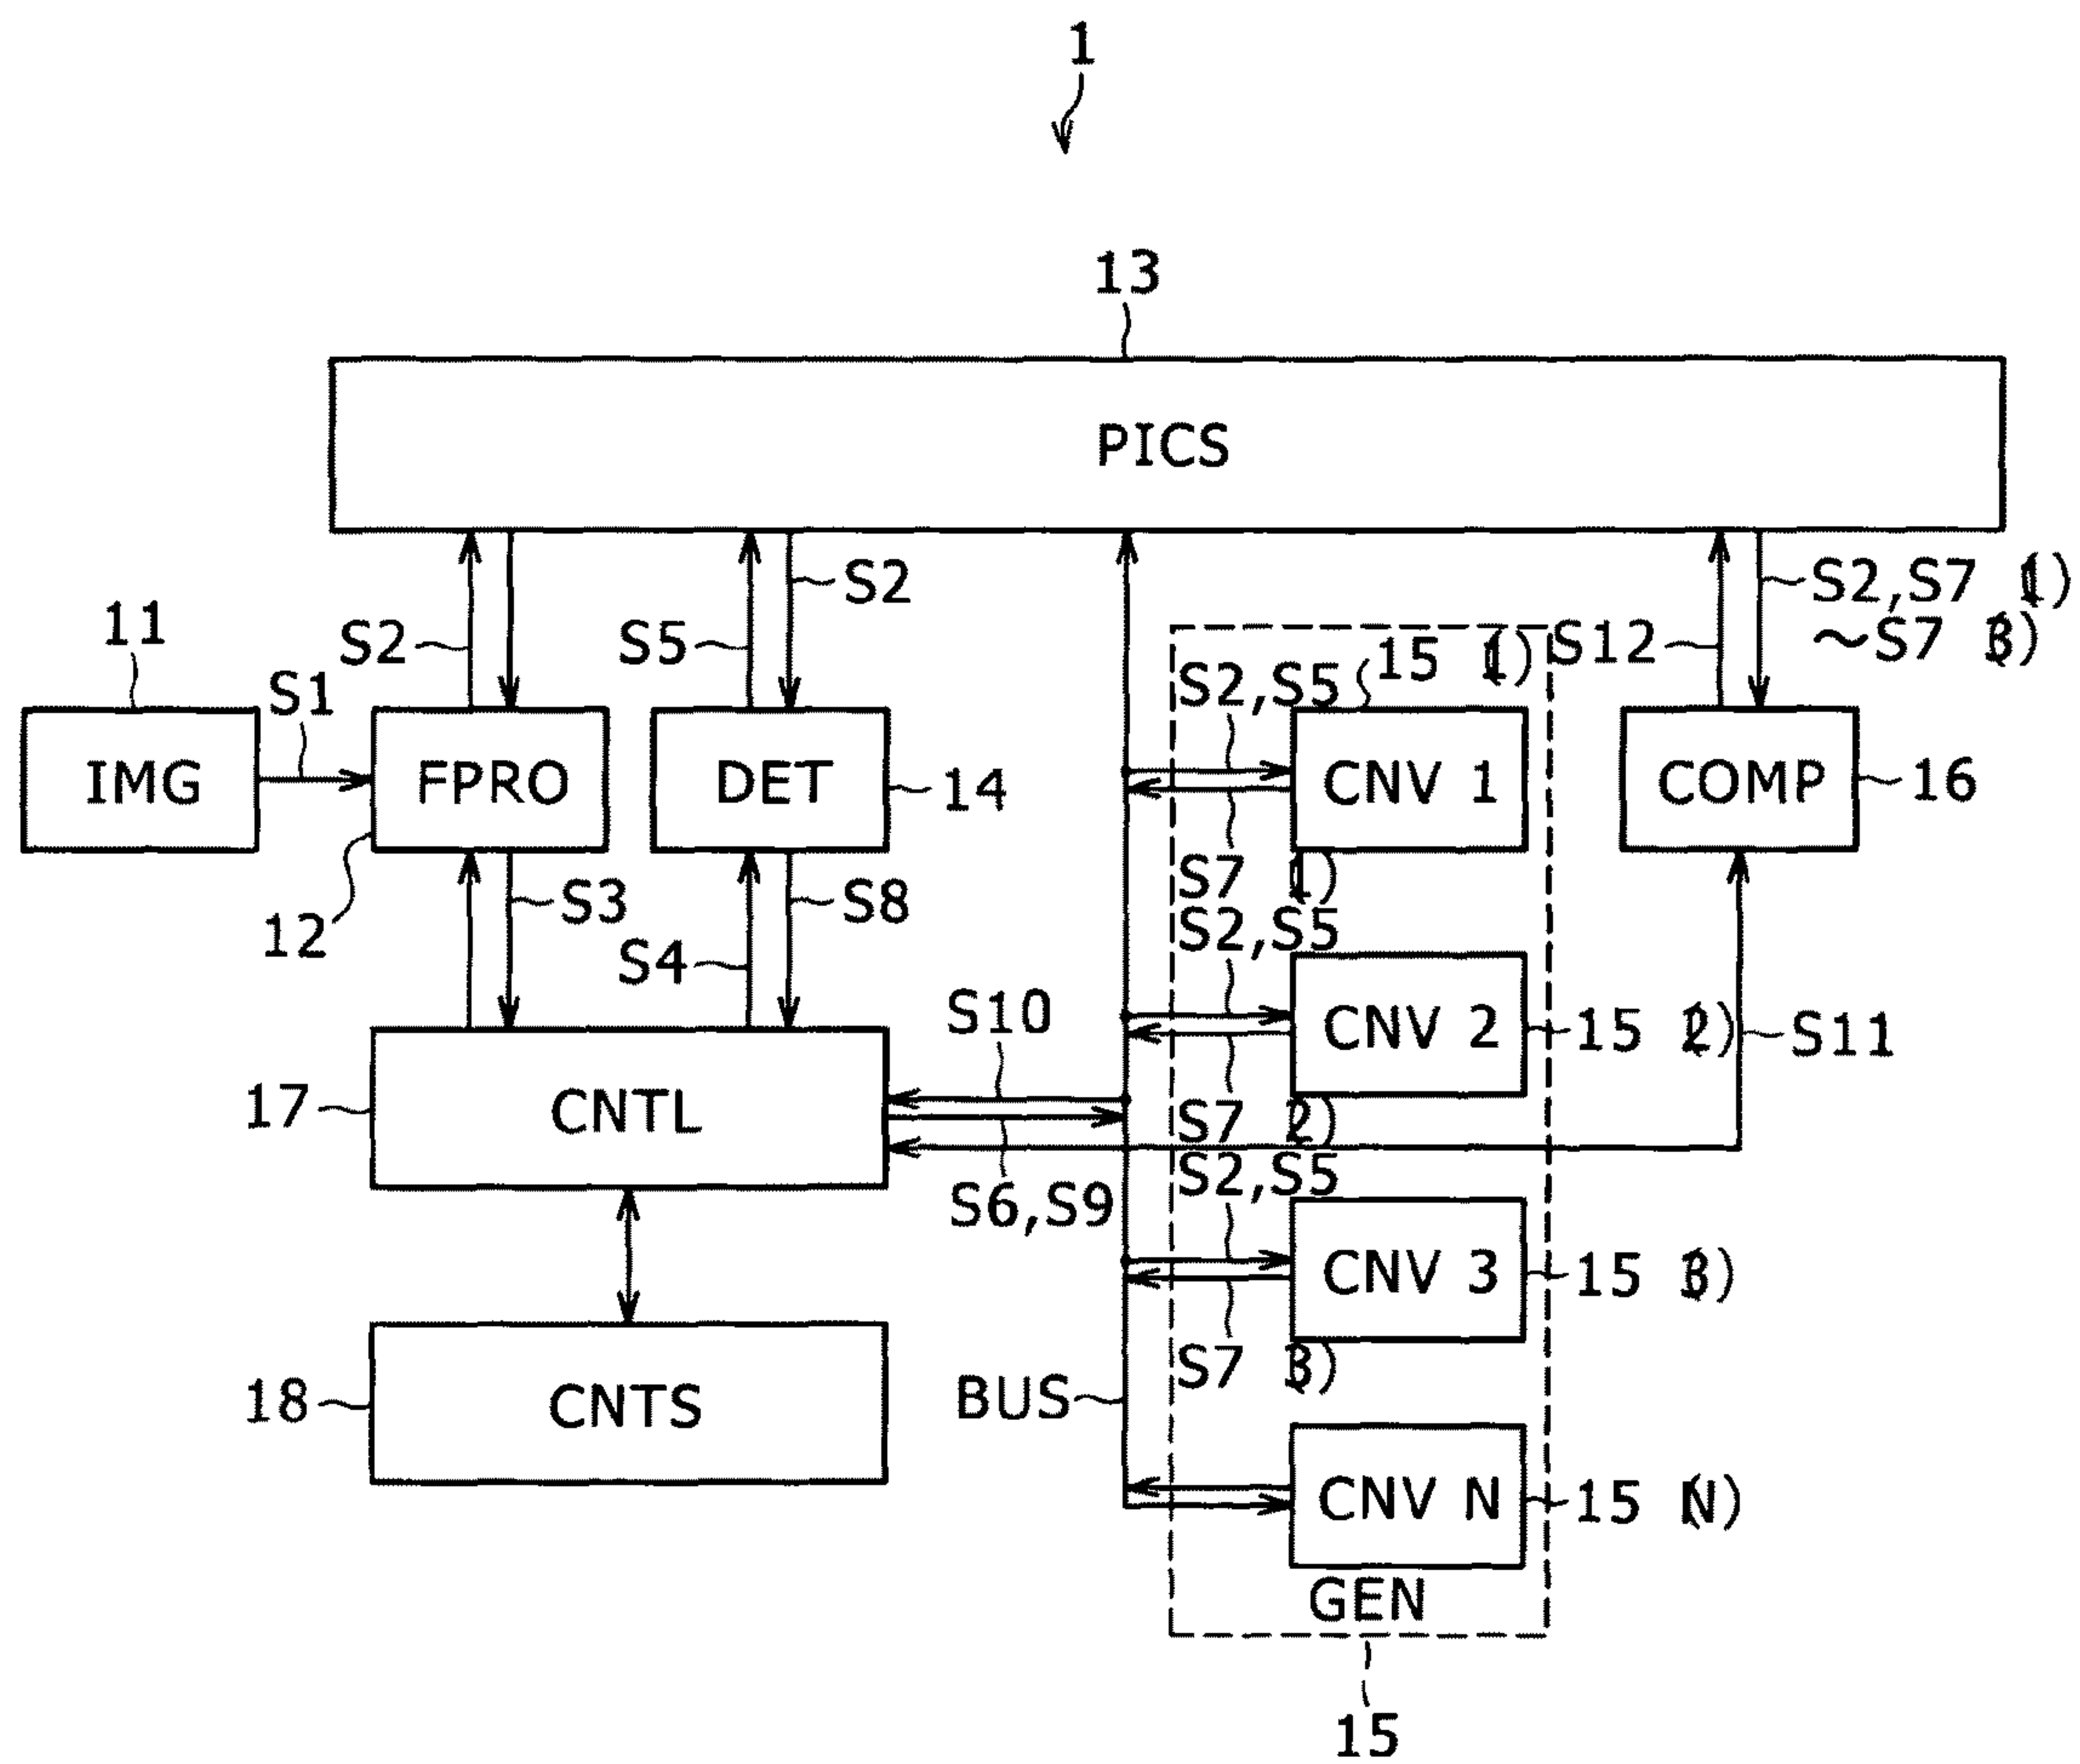 1
13
PICS
S2
S5
S2
S12
S2,S7 (1)
~S7 (3)
11
S1
IMG
FPRO
DET
14
12
S3
S4
S8
S2,S5
15 (1)
CNV 1
S7 (1)
COMP
16
S2,S5
CNV 2
15 (2)
S7 (2)
S11
S10
17
CNTL
S6,S9
S2,S5
CNV 3
15 (3)
S7 (3)
18
CNTS
BUS
CNV N
15 (N)
GEN
15